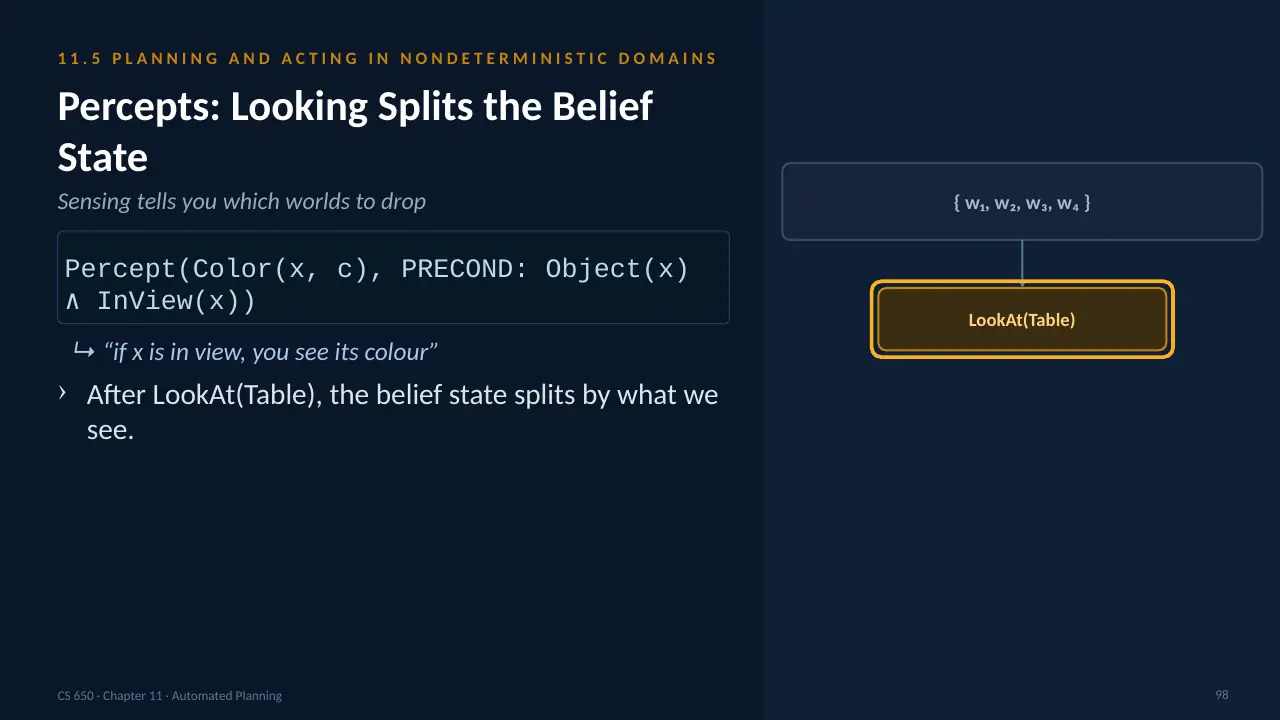 11.5 PLANNING AND ACTING IN NONDETERMINISTIC DOMAINS
Percepts: Looking Splits the Belief
State
Sensing tells you which worlds to drop
Percept(Color(x, c), PRECOND: Object(x)
∧ InView(x))
↪ “if x is in view, you see its colour”
› After LookAt(Table), the belief state splits by what we
see.
{ w₁, w₂, w₃, w₄ }
LookAt(Table)
CS 650 · Chapter 11 · Automated Planning
98